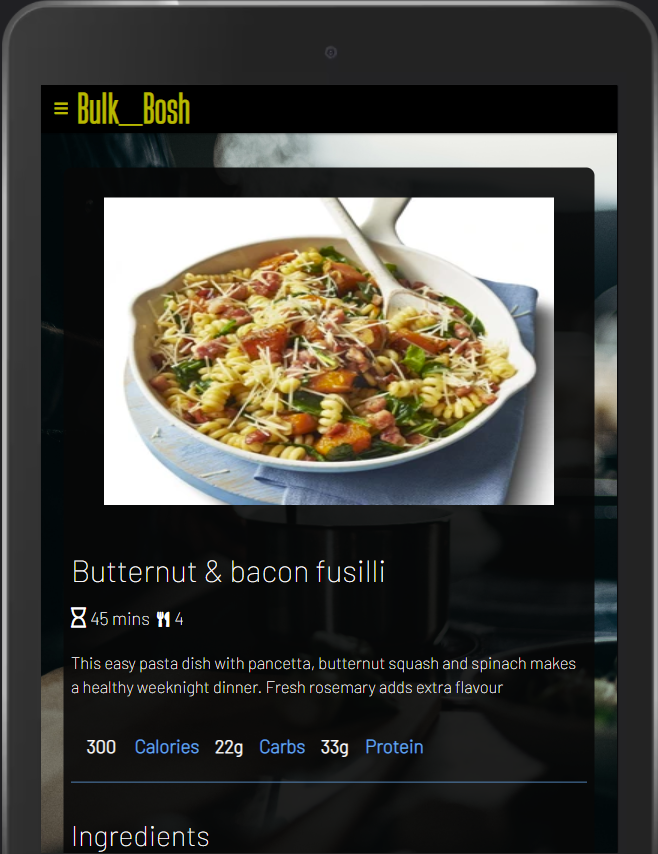 Bulk__Bosh
Butternut & bacon fusilli
45 mins 4
This easy pasta dish with pancetta, butternut squash and spinach makes
a healthy weeknight dinner. Fresh rosemary adds extra flavour
300 Calories 22g Carbs 33g Protein
Ingredients